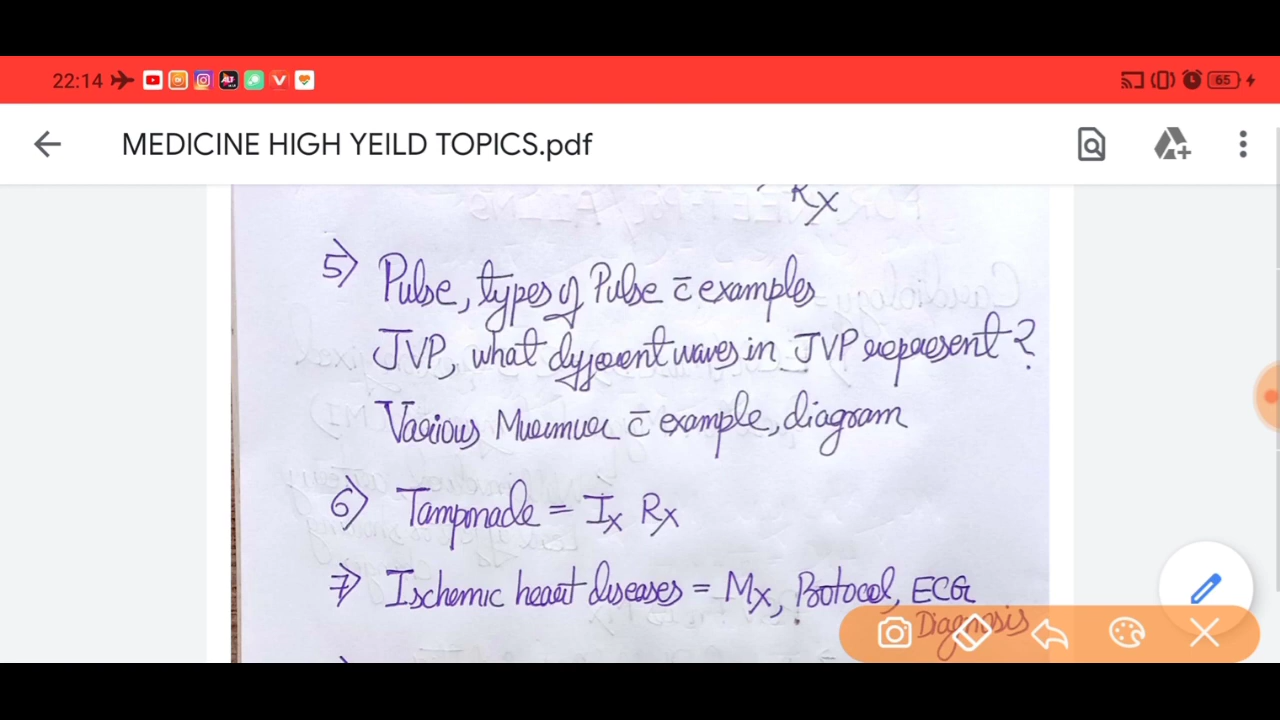 22:14
65
MEDICINE HIGH YEILD TOPICS.pdf
Rx
5) Pulse, types of Pulse c̄ examples
JVP, what different waves in JVP represent?
Various Murmur c̄ example, diagram
6) Tamponade = Ix Rx
7) Ischemic heart diseases = Mx, Protocol, ECG
Diagnosis